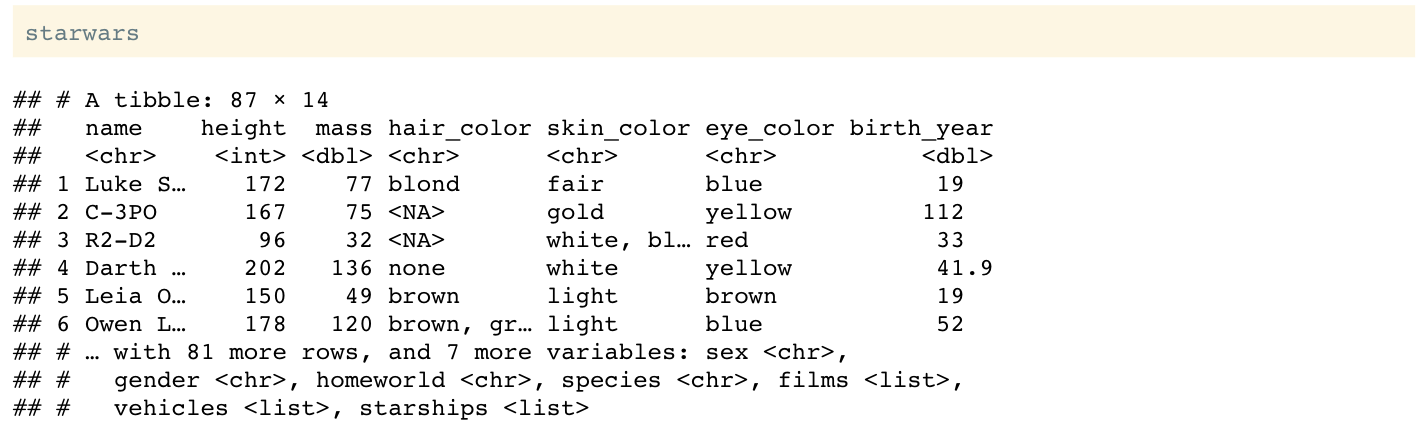 starwars
## # A tibble: 87 × 14
##   name    height  mass hair_color skin_color eye_color birth_year
##   <chr>    <int> <dbl> <chr>      <chr>      <chr>          <dbl>
## 1 Luke S…    172    77 blond      fair       blue            19
## 2 C-3PO      167    75 <NA>       gold       yellow         112
## 3 R2-D2       96    32 <NA>       white, bl… red             33
## 4 Darth …    202   136 none       white      yellow          41.9
## 5 Leia O…    150    49 brown      light      brown           19
## 6 Owen L…    178   120 brown, gr… light      blue            52
## # … with 81 more rows, and 7 more variables: sex <chr>,
## #   gender <chr>, homeworld <chr>, species <chr>, films <list>,
## #   vehicles <list>, starships <list>